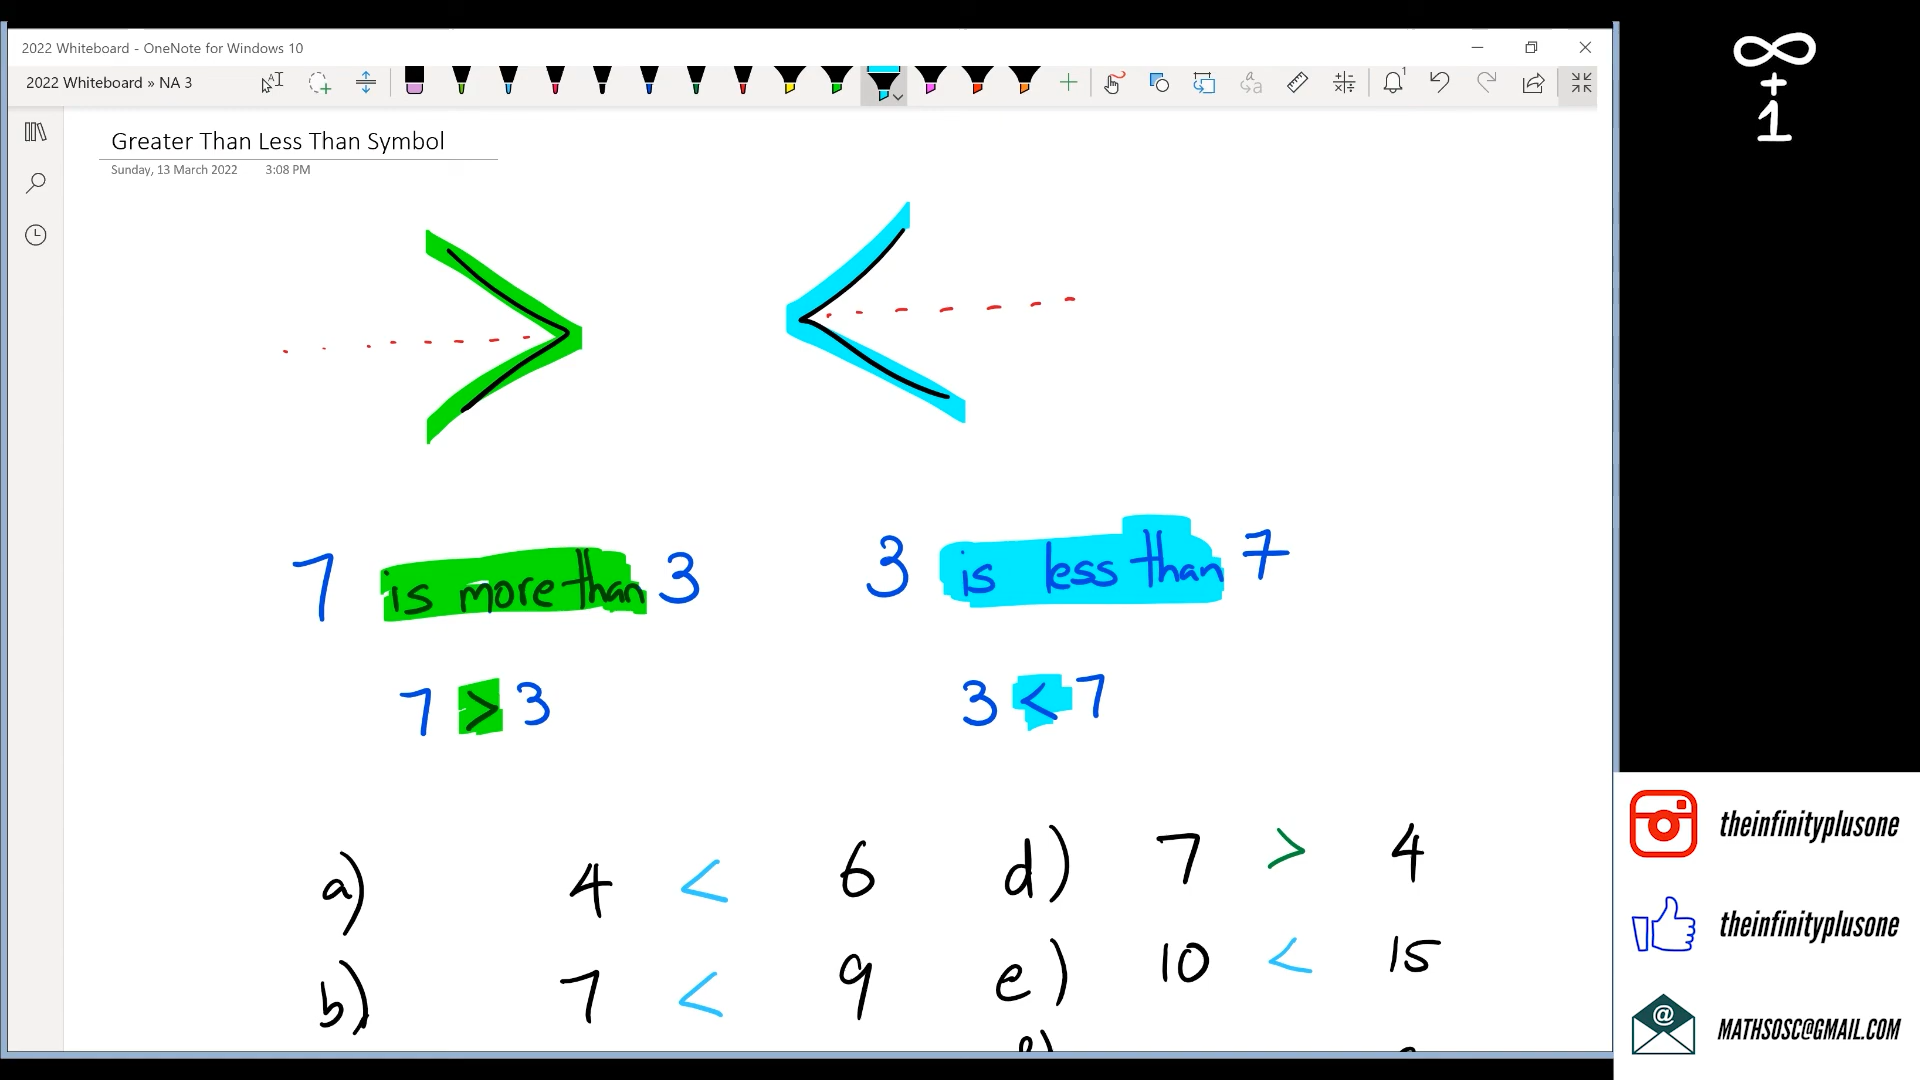 2022 Whiteboard - OneNote for Windows 10
2022 Whiteboard » NA 3
Greater Than Less Than Symbol
Sunday, 13 March 2022 3:08 PM
> <
7 is more than 3
3 is less than 7
7 > 3
3 < 7
a) 4 < 6
b) 7 < 9
d) 7 > 4
e) 10 < 15
∞
+
1
theinfinityplusone
theinfinityplusone
@
MATHSOSC@GMAIL.COM